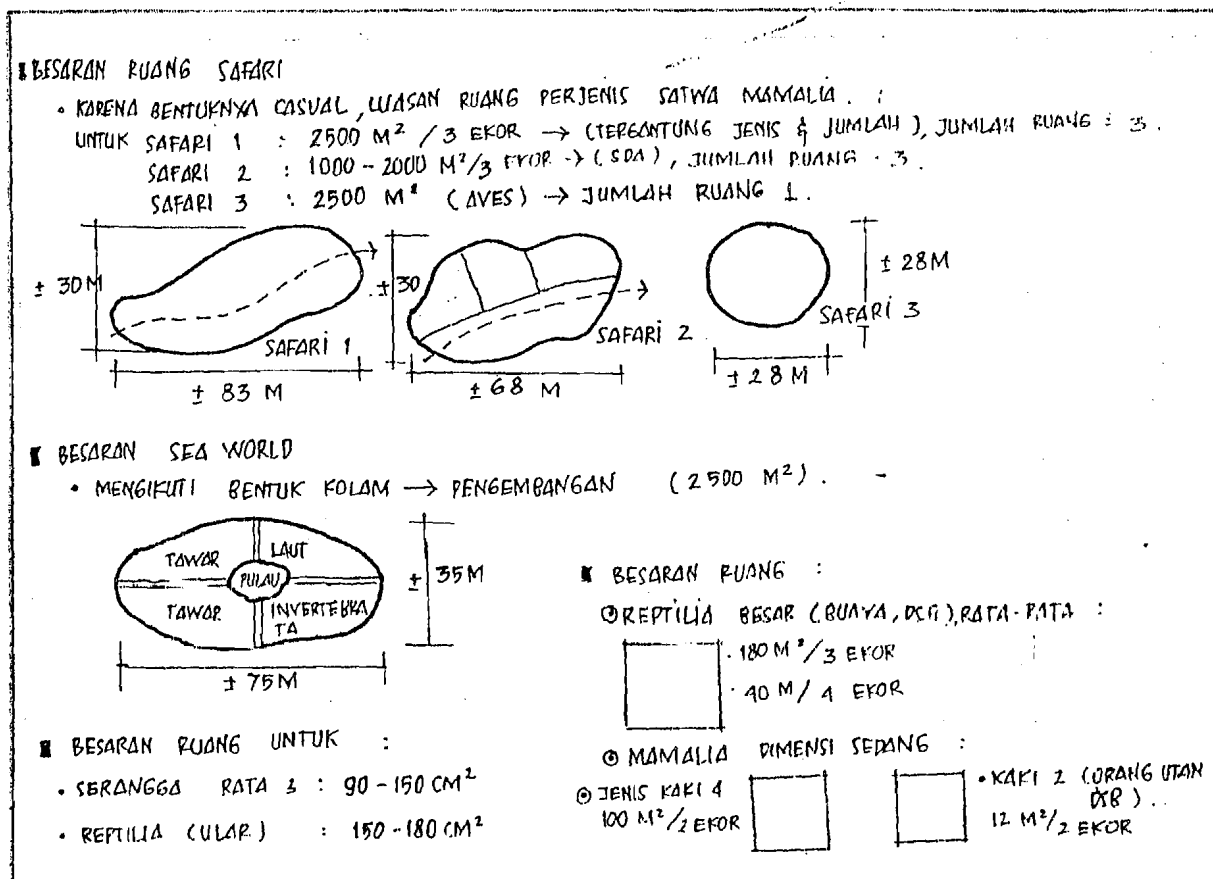 BESARAN RUANG SAFARI
• KARENA BENTUKNYA CASUAL, LUASAN RUANG PERJENIS SATWA MAMALIA. :
UNTUK SAFARI 1 : 2500 M² / 3 EKOR → (TERGANTUNG JENIS & JUMLAH), JUMLAH RUANG : 3.
SAFARI 2 : 1000 - 2000 M²/3 EKOR → (SDA), JUMLAH RUANG : 3.
SAFARI 3 : 2500 M² (AVES) → JUMLAH RUANG 1.
± 30 M
SAFARI 1
± 83 M
± 30
SAFARI 2
± 68 M
± 28 M
SAFARI 3
± 28 M
BESARAN SEA WORLD
• MENGIKUTI BENTUK KOLAM → PENGEMBANGAN (2500 M²). -
TAWAR LAUT
PULAU
TAWAR INVERTEBRA
TA
± 35 M
± 75 M
BESARAN RUANG UNTUK :
• SERANGGA RATA 3 : 90 - 150 CM²
• REPTILIA (ULAR) : 150 - 180 CM²
BESARAN RUANG :
REPTILIA BESAR (BUAYA, DSB), RATA-RATA :
• 180 M²/3 EKOR
• 40 M/ 4 EKOR
MAMALIA DIMENSI SEDANG :
JENIS KAKI 4
100 M²/2 EKOR
• KAKI 2 (ORANG UTAN
DSB)..
12 M²/2 EKOR